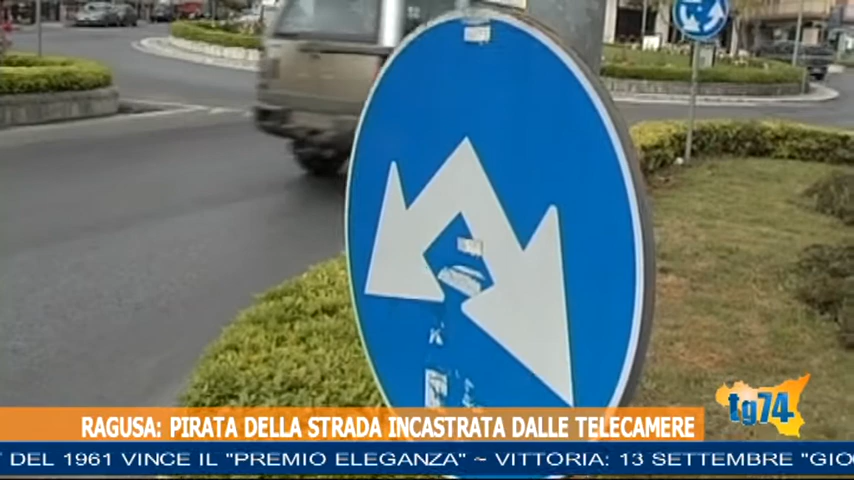 RAGUSA: PIRATA DELLA STRADA INCASTRATA DALLE TELECAMERE
tg74
DEL 1961 VINCE IL "PREMIO ELEGANZA" ~ VITTORIA: 13 SETTEMBRE "GIO